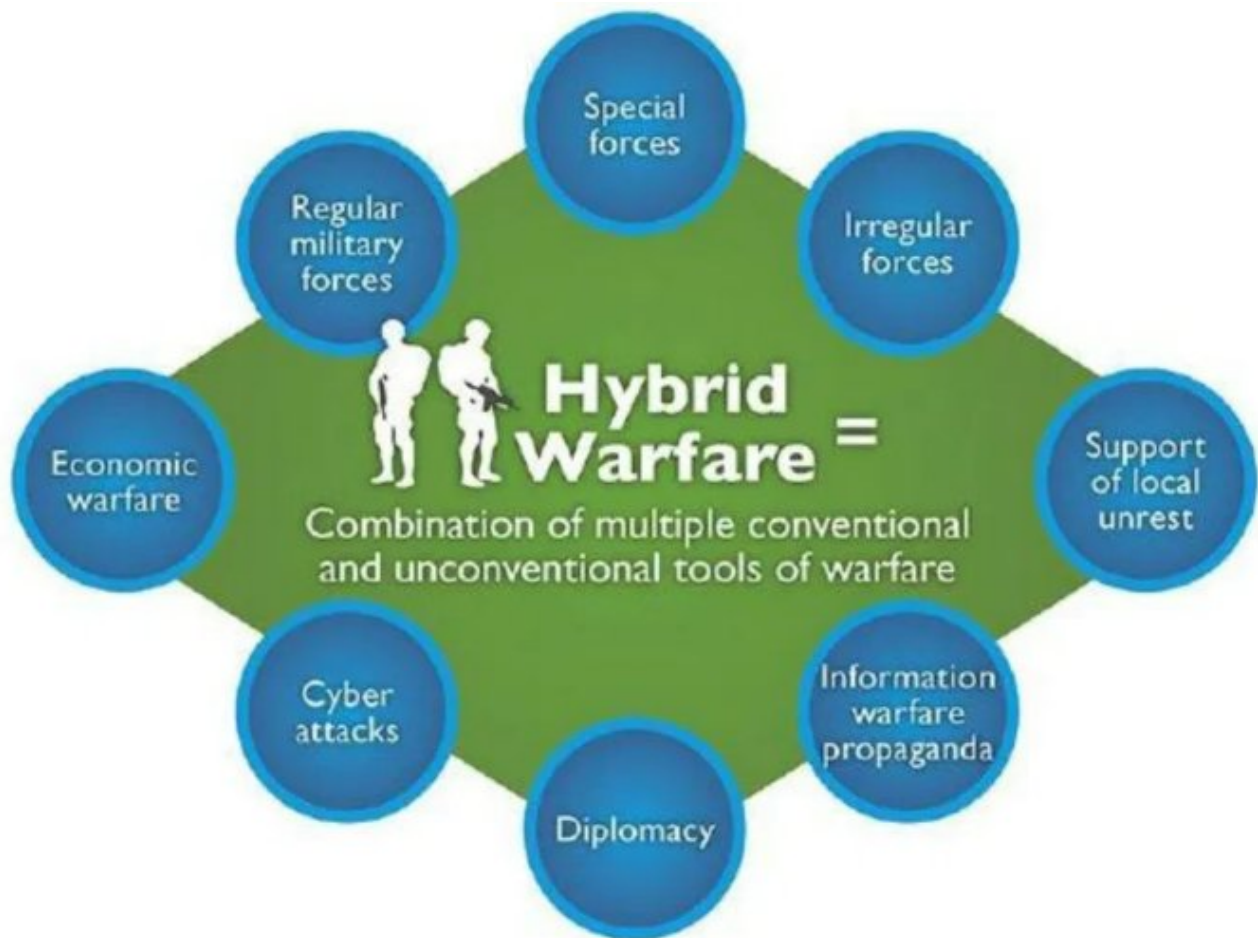 Special
forces
Regular
military
forces
Irregular
forces
Hybrid
Warfare =
Economic
warfare
Support
of local
unrest
Combination of multiple conventional
and unconventional tools of warfare
Cyber
attacks
Information
warfare
propaganda
Diplomacy